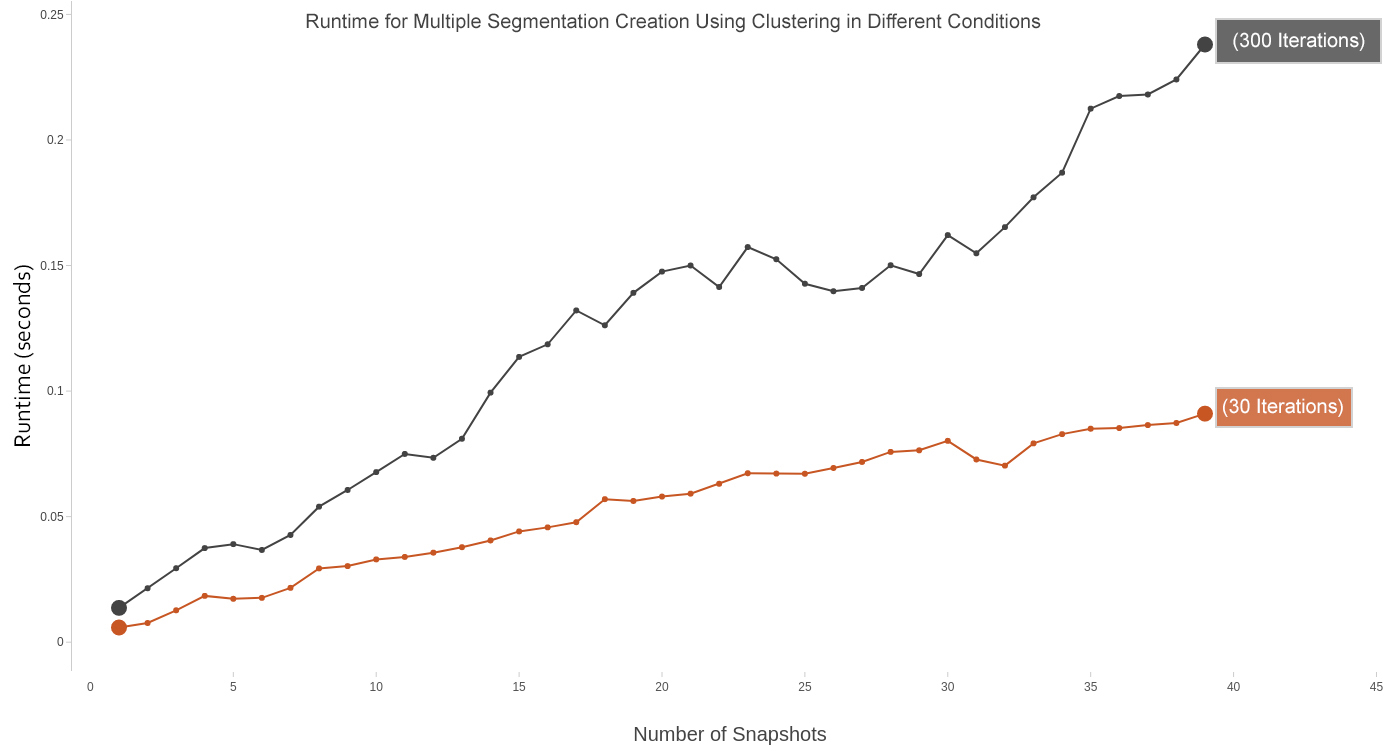 Runtime for Multiple Segmentation Creation Using Clustering in Different Conditions
(300 Iterations)
(30 Iterations)
Runtime (seconds)
0.25
0.2
0.15
0.1
0.05
0
0 5 10 15 20 25 30 35 40 45
Number of Snapshots